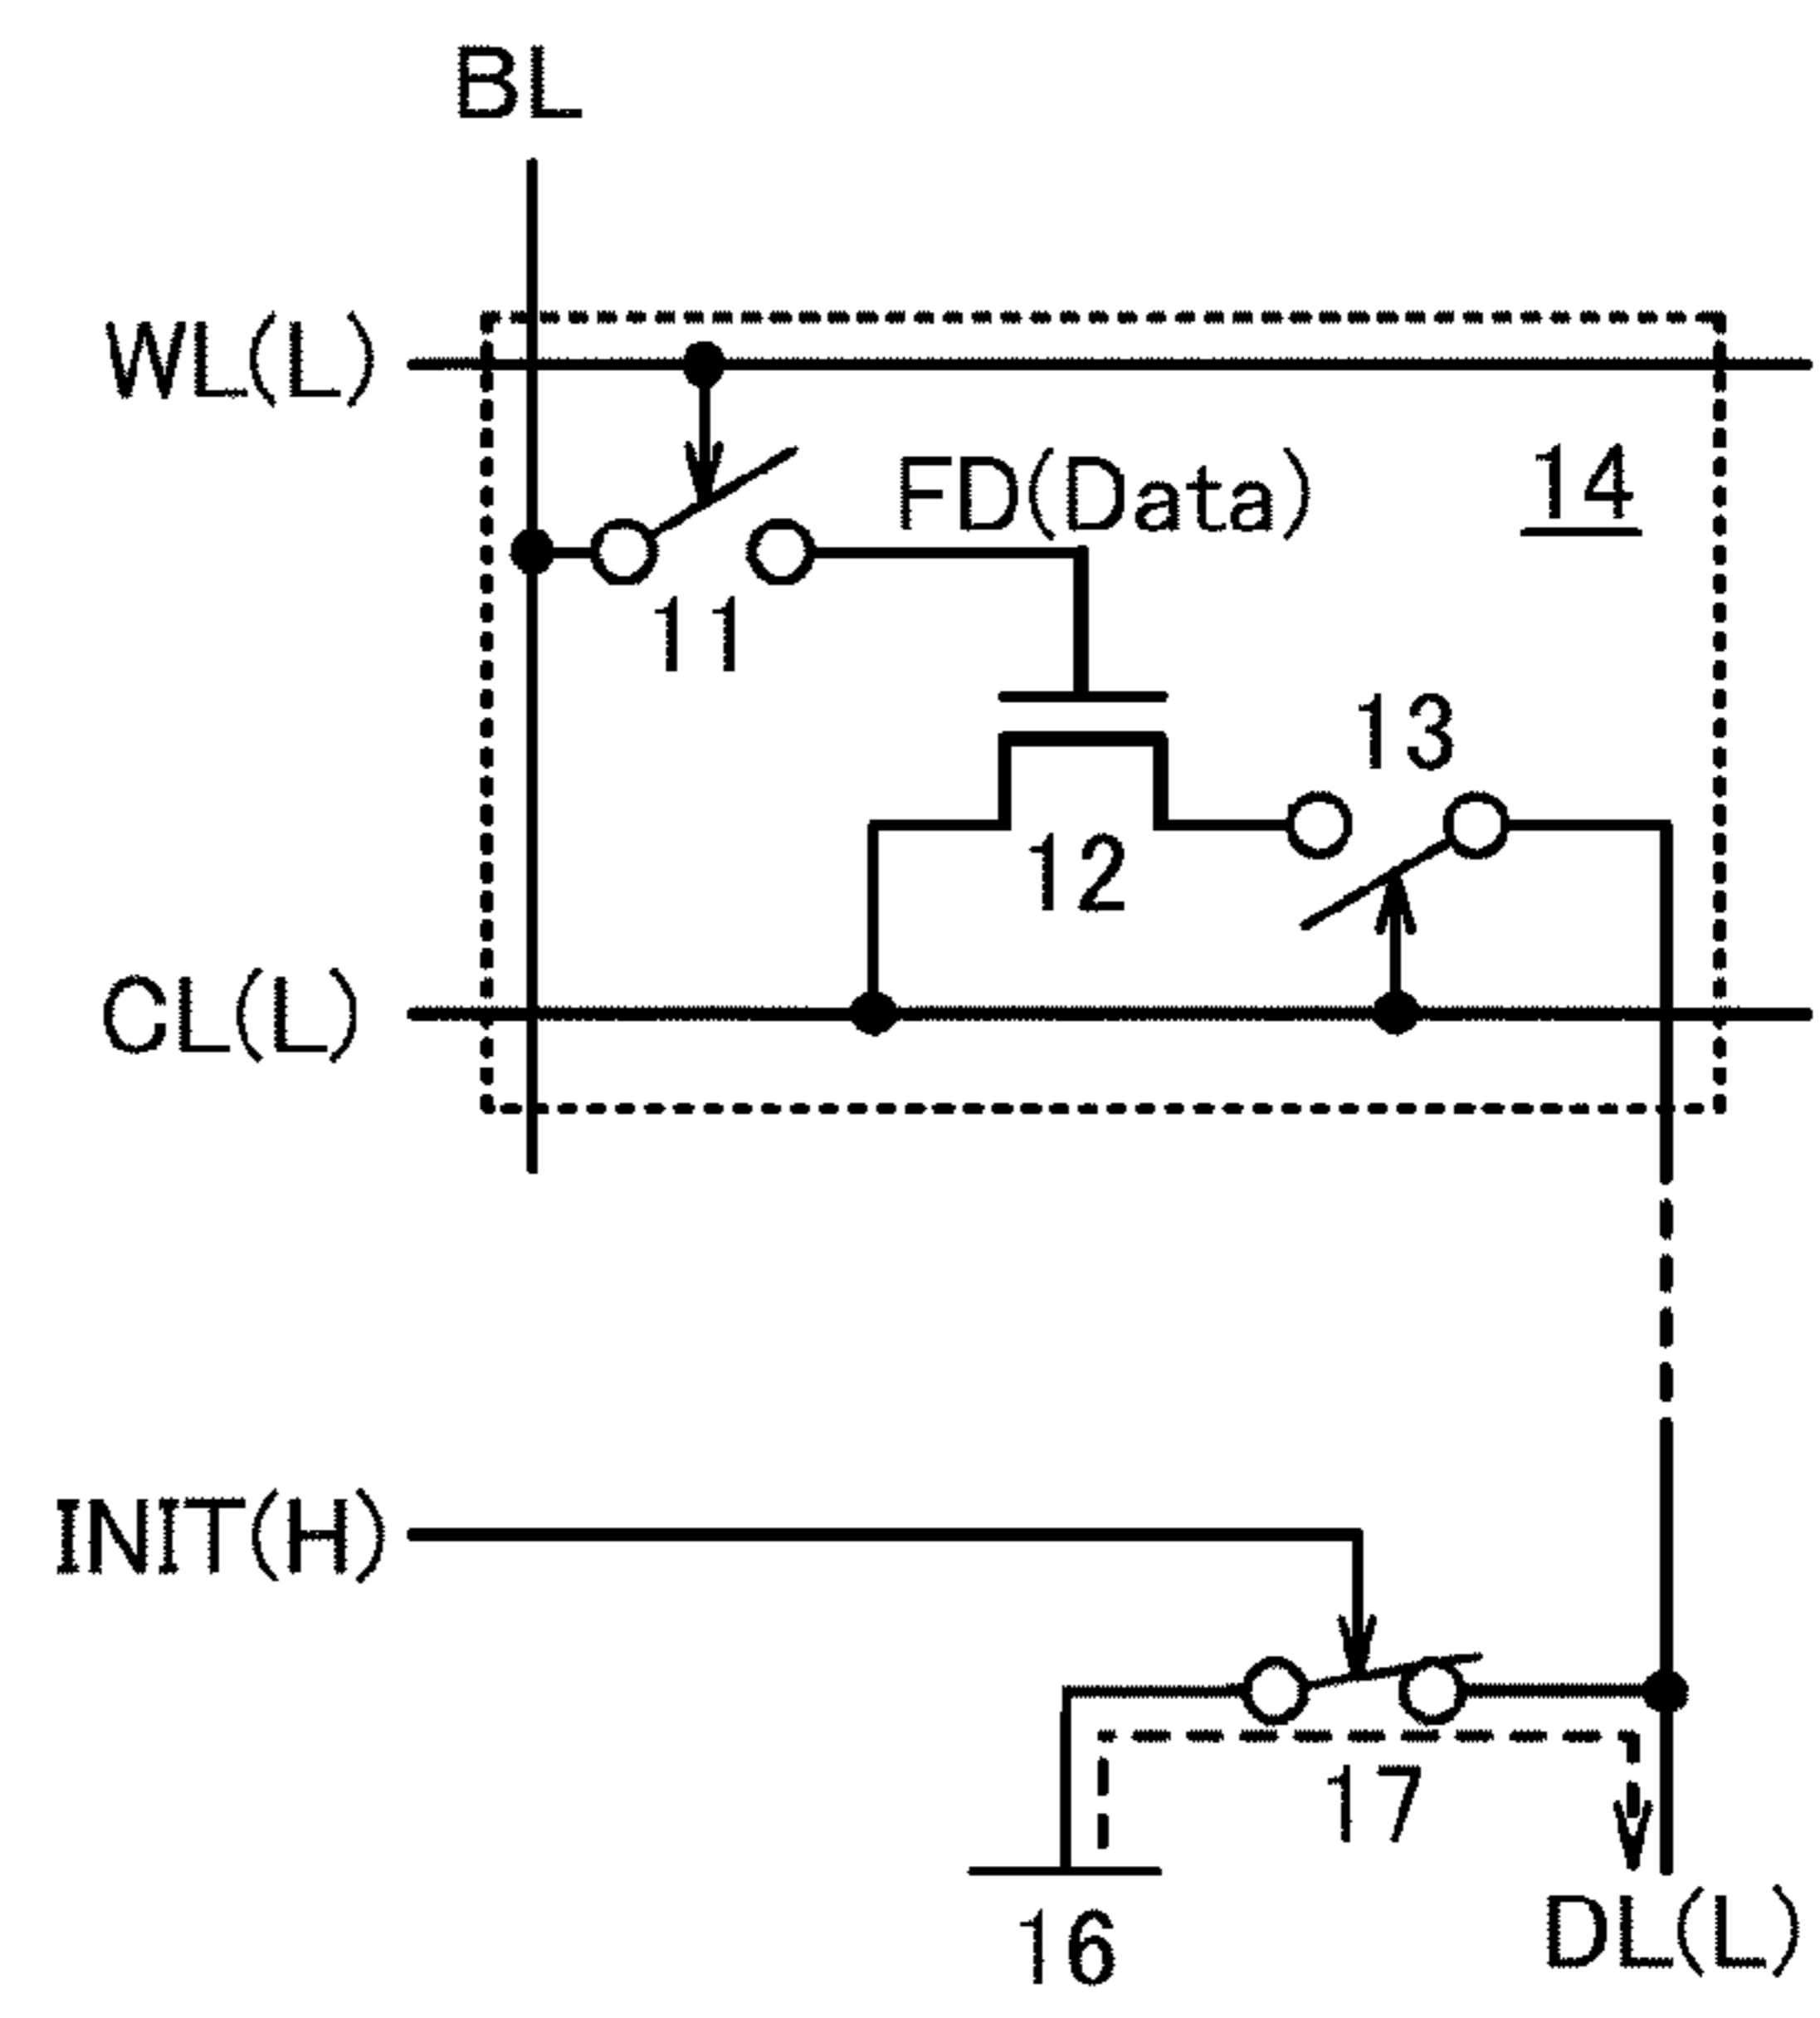 BL
WL(L)
FD(Data)
14
11
13
12
CL(L)
INIT(H)
17
16
DL(L)